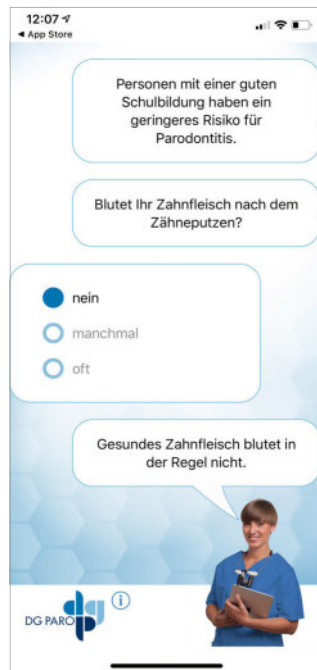 12:07
◀ App Store
Personen mit einer guten
Schulbildung haben ein
geringeres Risiko für
Parodontitis.
Blutet Ihr Zahnfleisch nach dem
Zähneputzen?
nein
manchmal
oft
Gesundes Zahnfleisch blutet in
der Regel nicht.
DG PARO